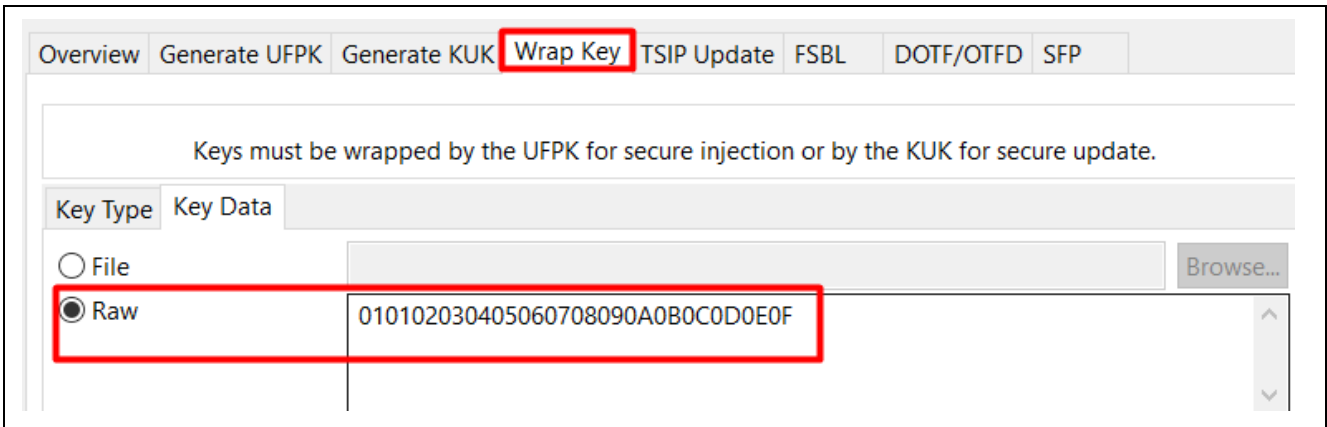 Overview Generate UFPK Generate KUK Wrap Key TSIP Update FSBL DOTF/OTFD SFP
Keys must be wrapped by the UFPK for secure injection or by the KUK for secure update.
Key Type Key Data
File Browse...
Raw 010102030405060708090A0B0C0D0E0F